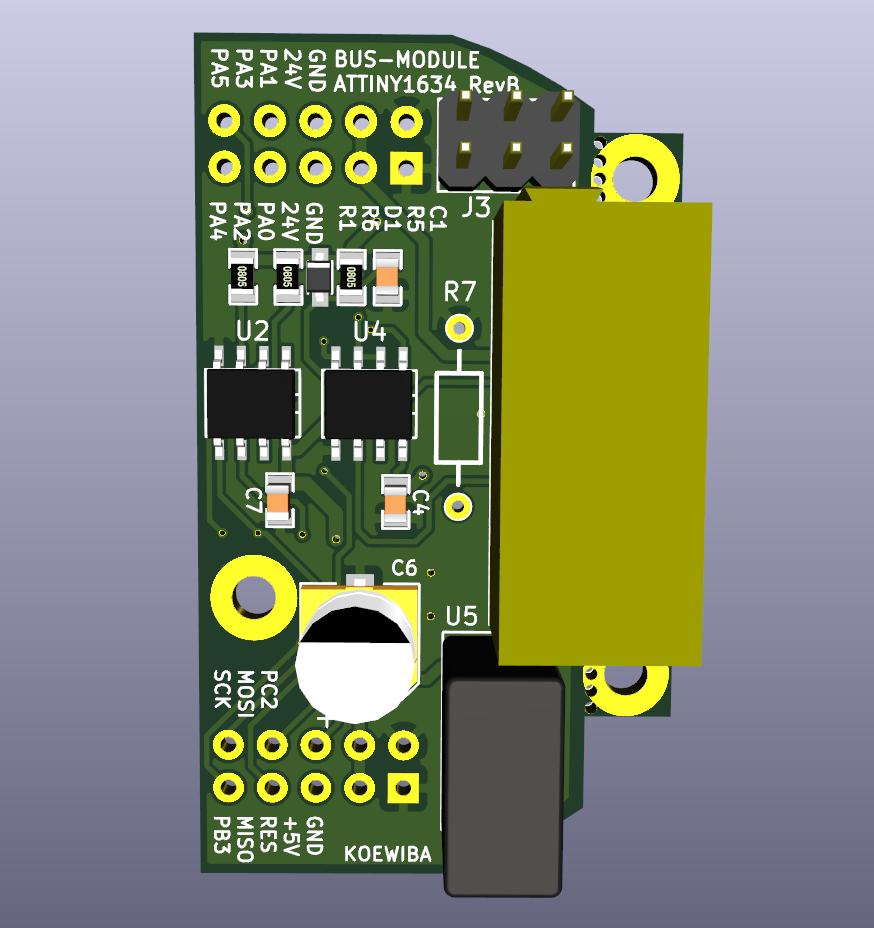 PA5
PA3
PA1
24V
GND
BUS-MODULE
ATTINY1634 RevB
J3
PA4
PA2
PA0
24V
GND
R1
R6
D1
R5
C1
0805
0805
0805
R7
U2
U4
C7
C4
C6
U5
SCK
MOSI
PC2
+
PB3
MISO
RES
+5V
GND
KOEWIBA